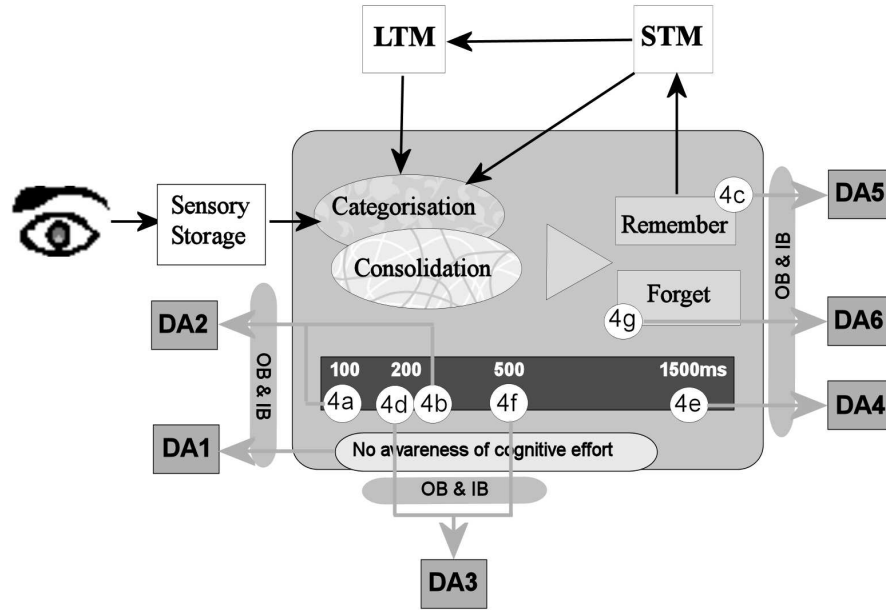 LTM
STM
Sensory
Storage
Categorisation
Consolidation
4c
Remember
Forget
4g
DA5
DA6
DA4
OB & IB
DA2
DA1
OB & IB
100 200 500 1500ms
4a 4d 4b 4f 4e
No awareness of cognitive effort
OB & IB
DA3